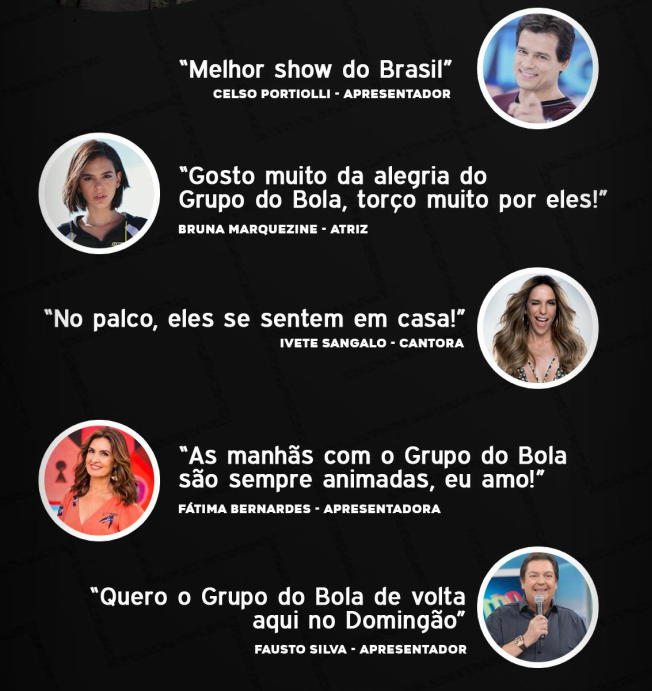 "Melhor show do Brasil"
CELSO PORTIOLLI - APRESENTADOR
"Gosto muito da alegria do
Grupo do Bola, torço muito por eles!"
BRUNA MARQUEZINE - ATRIZ
"No palco, eles se sentem em casa!"
IVETE SANGALO - CANTORA
"As manhãs com o Grupo do Bola
são sempre animadas, eu amo!"
FÁTIMA BERNARDES - APRESENTADORA
"Quero o Grupo do Bola de volta
aqui no Domingão"
FAUSTO SILVA - APRESENTADOR